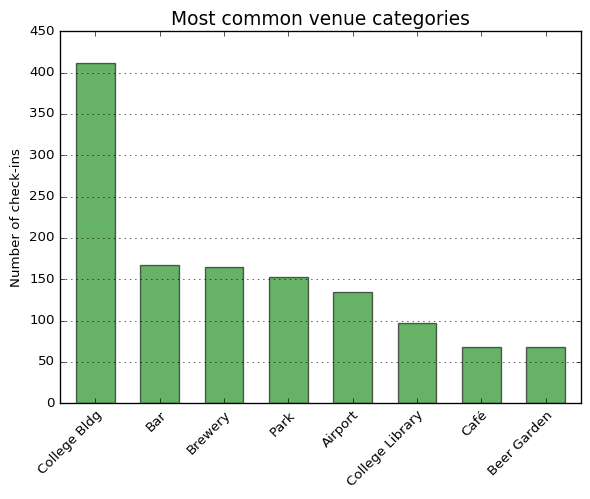 Most common venue categories
450
400
350
300
250
200
150
100
50
0
Number of check-ins
College Bldg
Bar
Brewery
Park
Airport
College Library
Café
Beer Garden